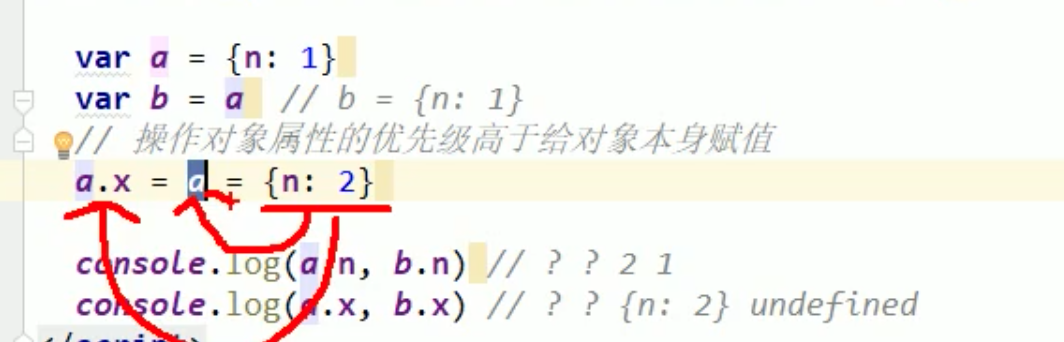 var a = {n: 1}
var b = a // b = {n: 1}
// 操作对象属性的优先级高于给对象本身赋值
a.x = a = {n: 2}
console.log(a.n, b.n) // ? ? 2 1
console.log(a.x, b.x) // ? ? {n: 2} undefined
</script>